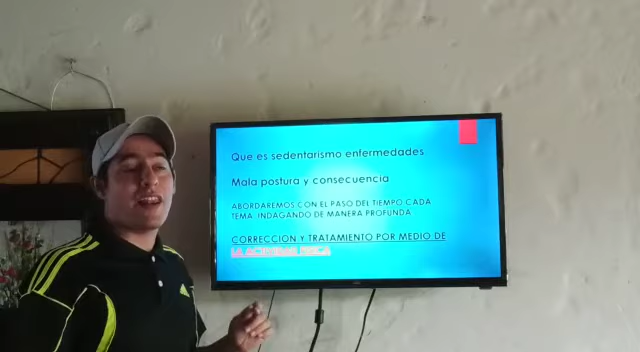 Que es sedentarismo enfermedades
Mala postura y consecuencia
ABORDAREMOS CON EL PASO DEL TIEMPO CADA
TEMA INDAGANDO DE MANERA PROFUNDA
CORRECCION Y TRATAMIENTO POR MEDIO DE
LA ACTIVIDAD FISICA